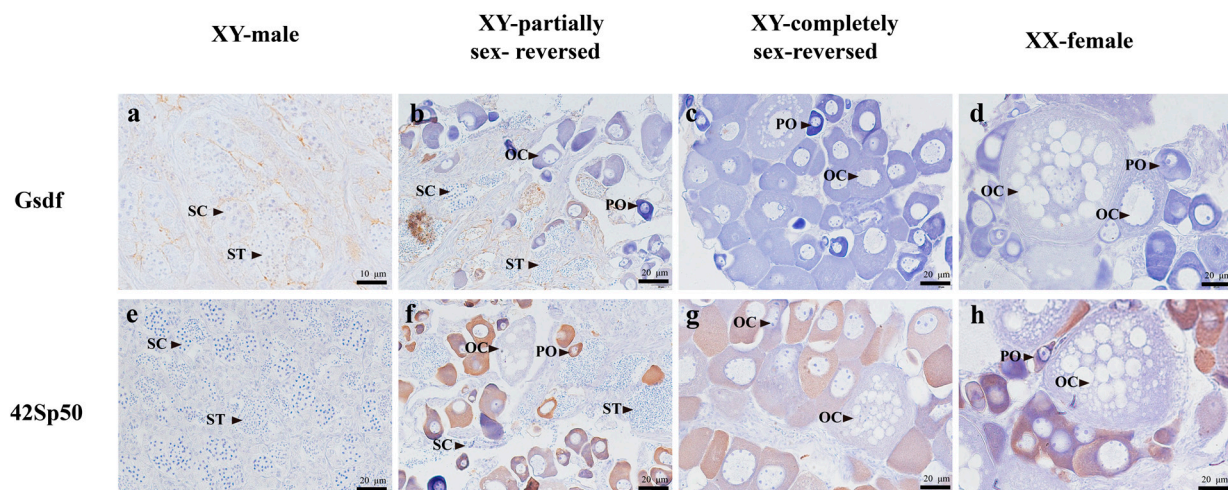 XY-male
XY-partially
sex- reversed
XY-completely
sex-reversed
XX-female
Gsdf
a
SC
ST
10 μm
b
OC
SC
PO
ST
20 μm
c
PO
OC
20 μm
d
PO
OC
OC
20 μm
42Sp50
e
SC
ST
20 μm
f
OC
PO
ST
SC
20 μm
g
OC
OC
20 μm
h
PO
OC
20 μm